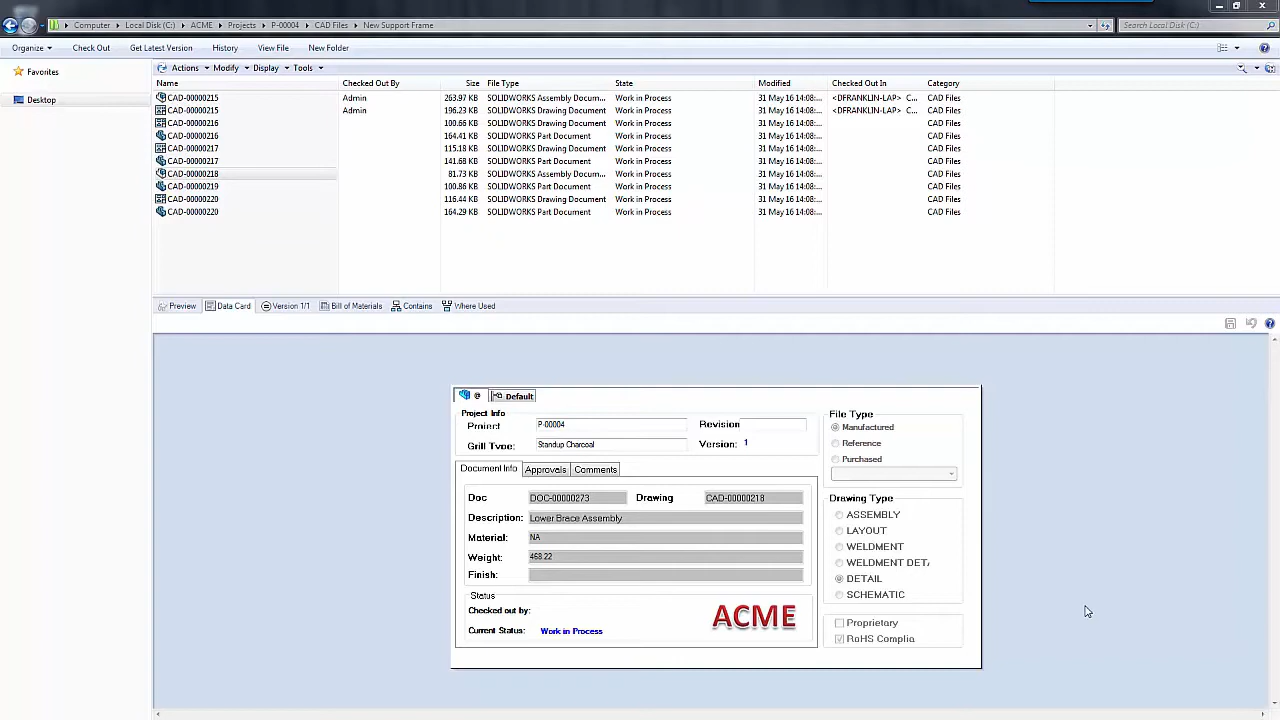 Computer Local Disk (C:) ACME Projects P-00004 CAD Files New Support Frame Search Local Disk (C:)
Organize Check Out Get Latest Version History View File New Folder
Favorites
Desktop
Actions Modify Display Tools
Name Checked Out By Size File Type State Modified Checked Out In Category
CAD-00000215 Admin 263.97 KB SOLIDWORKS Assembly Docum... Work in Process 31 May 16 14:08:... <DFRANKLIN-LAP> C... CAD Files
CAD-00000215 Admin 196.23 KB SOLIDWORKS Drawing Document Work in Process 31 May 16 14:08:... <DFRANKLIN-LAP> C... CAD Files
CAD-00000216 100.66 KB SOLIDWORKS Drawing Document Work in Process 31 May 16 14:08:... CAD Files
CAD-00000216 164.41 KB SOLIDWORKS Part Document Work in Process 31 May 16 14:08:... CAD Files
CAD-00000217 115.18 KB SOLIDWORKS Drawing Document Work in Process 31 May 16 14:08:... CAD Files
CAD-00000217 141.68 KB SOLIDWORKS Part Document Work in Process 31 May 16 14:08:... CAD Files
CAD-00000218 81.73 KB SOLIDWORKS Assembly Docum... Work in Process 31 May 16 14:08:... CAD Files
CAD-00000219 100.86 KB SOLIDWORKS Part Document Work in Process 31 May 16 14:08:... CAD Files
CAD-00000220 116.44 KB SOLIDWORKS Drawing Document Work in Process 31 May 16 14:08:... CAD Files
CAD-00000220 164.29 KB SOLIDWORKS Part Document Work in Process 31 May 16 14:08:... CAD Files
Preview Data Card Version 1/1 Bill of Materials Contains Where Used
@ Default
Project Info
Project P-00004 Revision
Grill Type: Standup Charcoal Version: 1
Document Info Approvals Comments
Doc DOC-00000273 Drawing CAD-00000218
Description: Lower Brace Assembly
Material: NA
Weight: 468.22
Finish:
Status
Checked out by:
Current Status: Work in Process
ACME
File Type
Manufactured
Reference
Purchased
Drawing Type
ASSEMBLY
LAYOUT
WELDMENT
WELDMENT DETA
DETAIL
SCHEMATIC
Proprietary
RoHS Complia